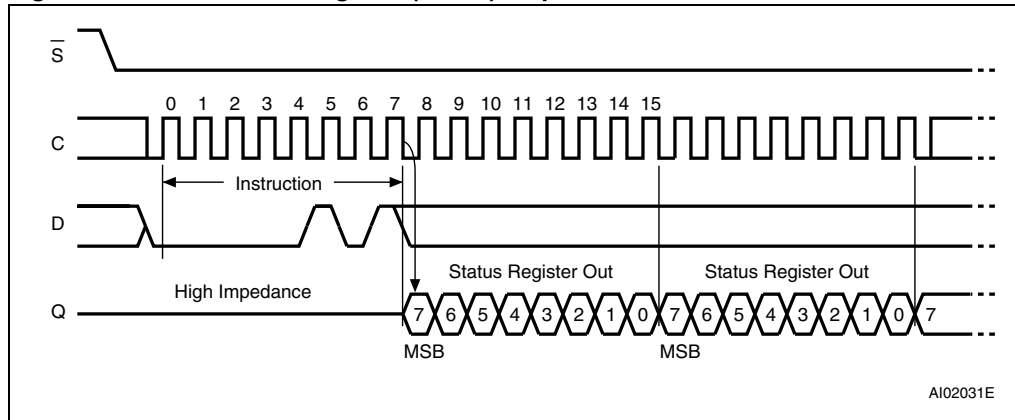 S
0 1 2 3 4 5 6 7 8 9 10 11 12 13 14 15
C
Instruction
D
Status Register Out Status Register Out
High Impedance
Q 7 6 5 4 3 2 1 0 7 6 5 4 3 2 1 0 7
MSB MSB
AI02031E